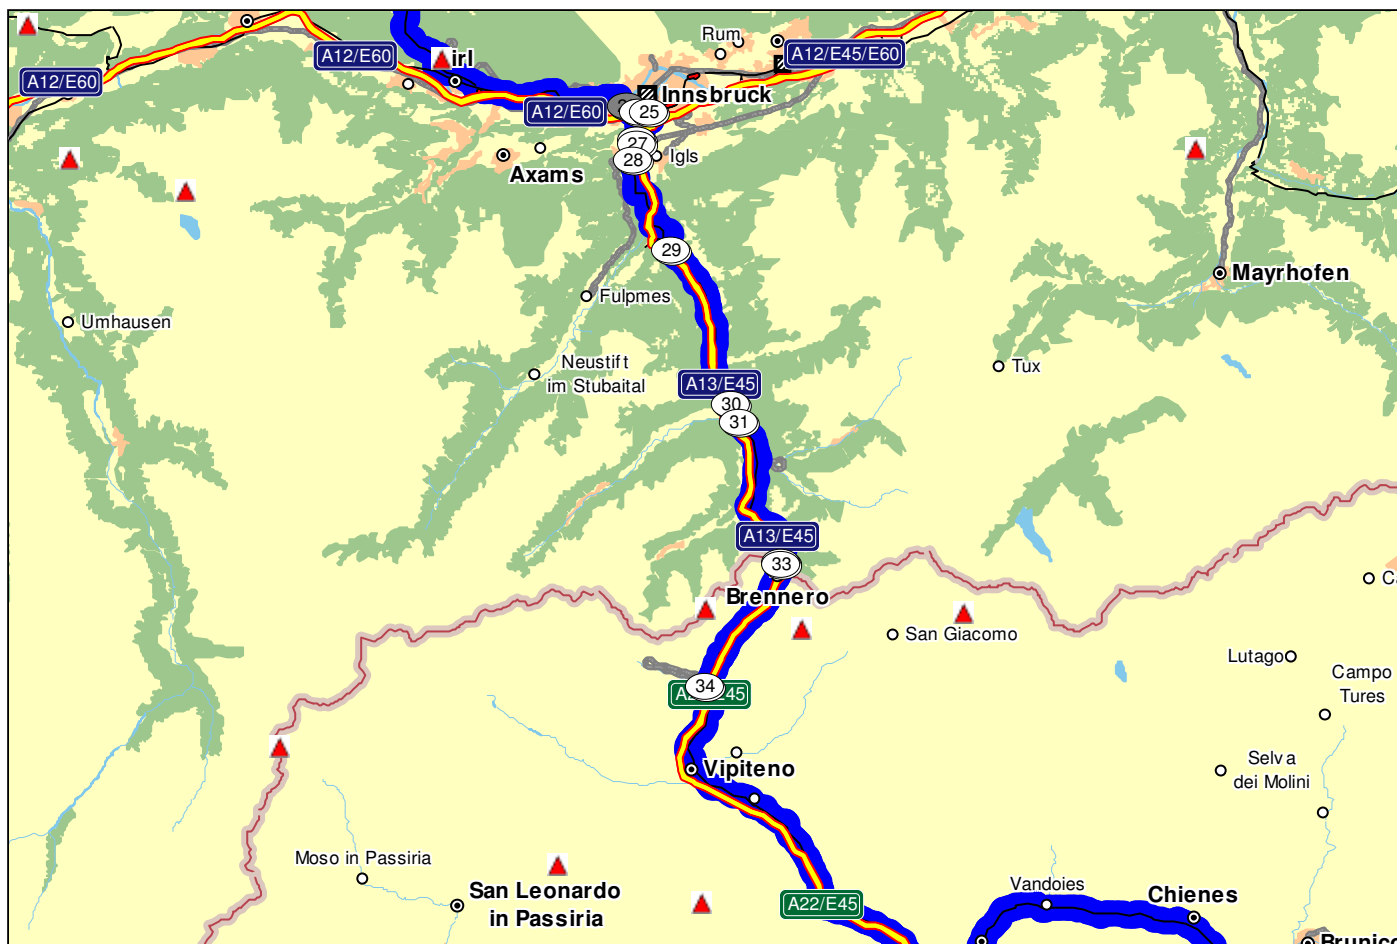 Rum
A12/E60
A12/E45/E60
irl
A12/E60
Innsbruck
A12/E60
25
27
28
Igls
Axams
29
Mayrhofen
Fulpmes
Umhausen
Neustift
im Stubaital
Tux
A13/E45
30
31
A13/E45
33
Brennero
San Giacomo
Lutago
Campo
Tures
34
Vipiteno
Selva
dei Molini
Moso in Passiria
San Leonardo
in Passiria
Vandoies
Chienes
A22/E45